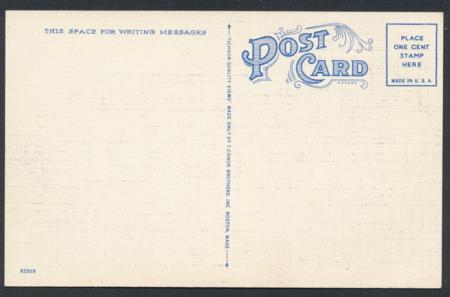 THIS SPACE FOR WRITING MESSAGES
POST CARD
PLACE
ONE CENT
STAMP
HERE
MADE IN U. S. A.
"TICHNOR QUALITY VIEWS" MADE ONLY BY TICHNOR BROTHERS, INC. BOSTON, MASS.
62509